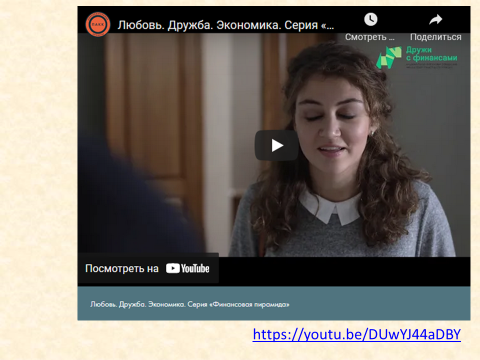 Любовь. Дружба. Экономика. Серия «...
Смотреть ...
Поделиться
Дружи
с финансами
Посмотреть на YouTube
Любовь. Дружба. Экономика. Серия «Финансовая пирамида»
https://youtu.be/DUwYJ44aDBY